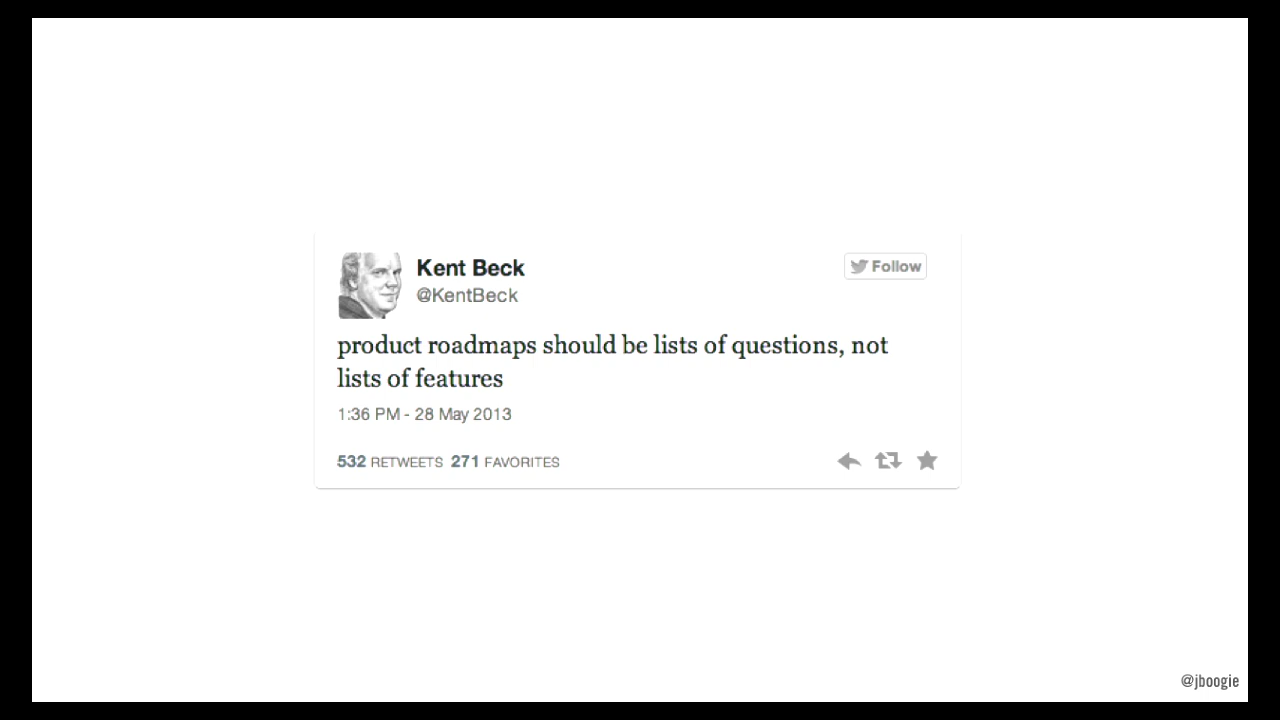 Kent Beck
Follow
@KentBeck
product roadmaps should be lists of questions, not
lists of features
1:36 PM - 28 May 2013
532 RETWEETS 271 FAVORITES
@jboogie